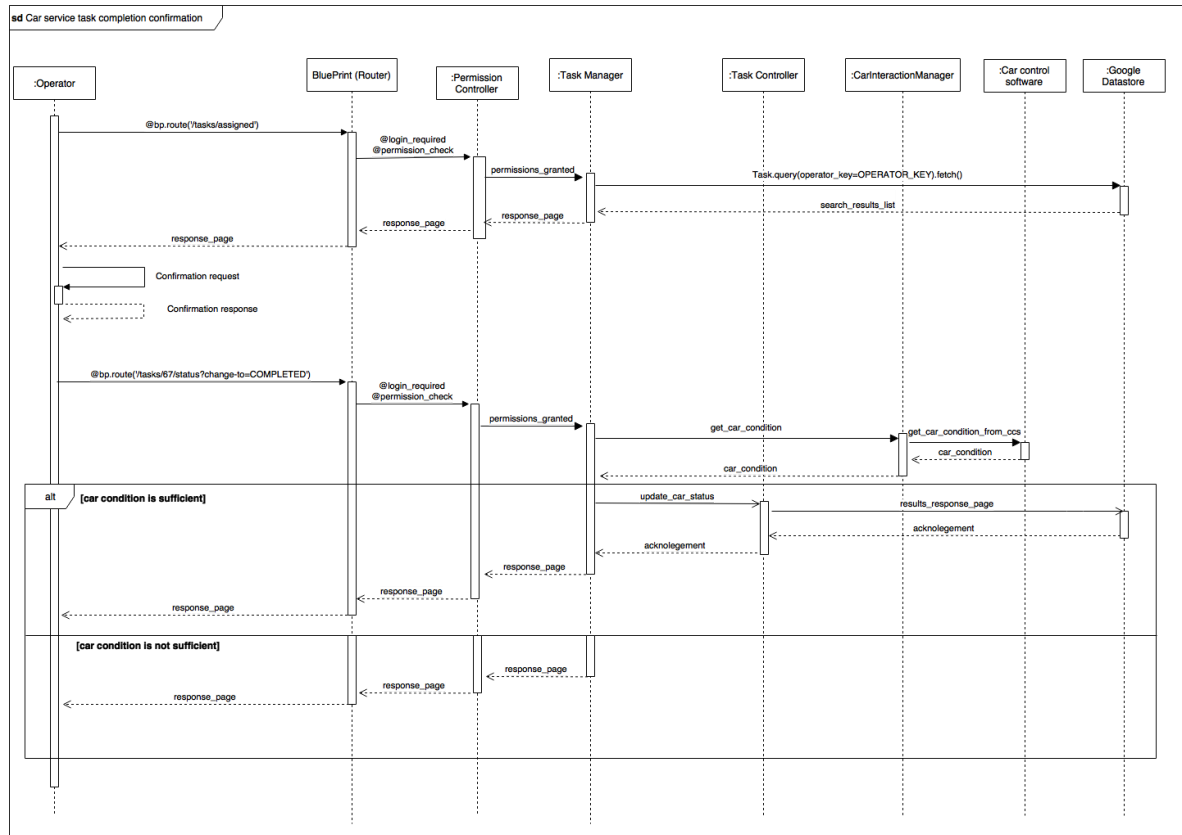 sd Car service task completion confirmation
:Operator
BluePrint (Router)
:Permission
Controller
:Task Manager
:Task Controller
:CarInteractionManager
:Car control
software
:Google
Datastore
@bp.route('/tasks/assigned')
@login_required
@permission_check
permissions_granted
Task.query(operator_key=OPERATOR_KEY).fetch()
search_results_list
response_page
response_page
response_page
Confirmation request
Confirmation response
@bp.route('/tasks/67/status?change-to=COMPLETED')
@login_required
@permission_check
permissions_granted
get_car_condition
get_car_condition_from_ccs
car_condition
car_condition
alt
[car condition is sufficient]
update_car_status
results_response_page
acknolegement
acknolegement
response_page
response_page
response_page
[car condition is not sufficient]
response_page
response_page
response_page